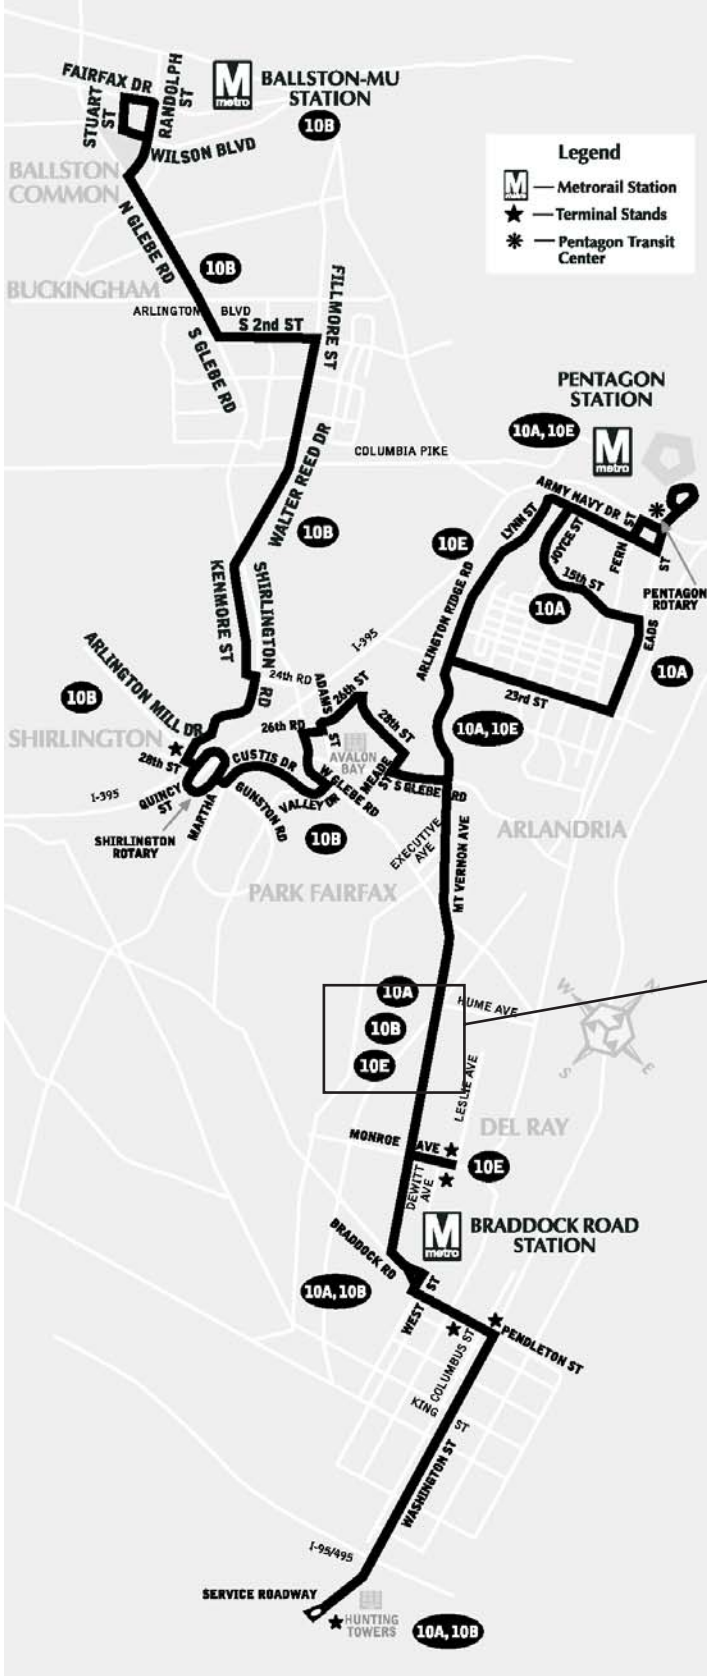 FAIRFAX DR
STUART
ST
RANDOLPH
ST
M
metro
BALLSTON-MU
STATION
10B
WILSON BLVD
BALLSTON
COMMON
Legend
M
— Metrorail Station
— Terminal Stands
— Pentagon Transit
Center
N GLEBE RD
10B
BUCKINGHAM
ARLINGTON BLVD
S 2nd ST
FILLMORE ST
S GLEBE RD
PENTAGON
STATION
10A, 10E
M
metro
COLUMBIA PIKE
WALTER REED DR
ARMY NAVY DR
LYNN ST
JOYCE ST
FERN ST
ST
10B
10E
15th ST
PENTAGON
ROTARY
KENMORE ST
SHIRLINGTON
RD
10A
ARLINGTON RIDGE RD
EADS
10A
I-395
24th RD
ARLINGTON MILL DR
10B
ADAMS
ST
26th ST
26th RD
28th ST
23rd ST
10A, 10E
SHIRLINGTON
28th ST
CUSTIS DR
AVALON
BAY
MEADE
ST
W GLEBE RD
S GLEBE RD
I-395
QUINCY
ST
MARTHA
GUNSTON RD
VALLEY DR
SHIRLINGTON
ROTARY
10B
EXECUTIVE
AVE
ARLANDRIA
MT VERNON AVE
PARK FAIRFAX
10A
HUME AVE
10B
10E
W
N
S
E
LESLIE AVE
DEL RAY
MONROE AVE
10E
DEWITT
AVE
M
metro
BRADDOCK ROAD
STATION
BRADDOCK RD
10A, 10B
WEST
ST
PENDLETON ST
COLUMBUS ST
KING ST
WASHINGTON ST
I-95/495
SERVICE ROADWAY
HUNTING
TOWERS
10A, 10B